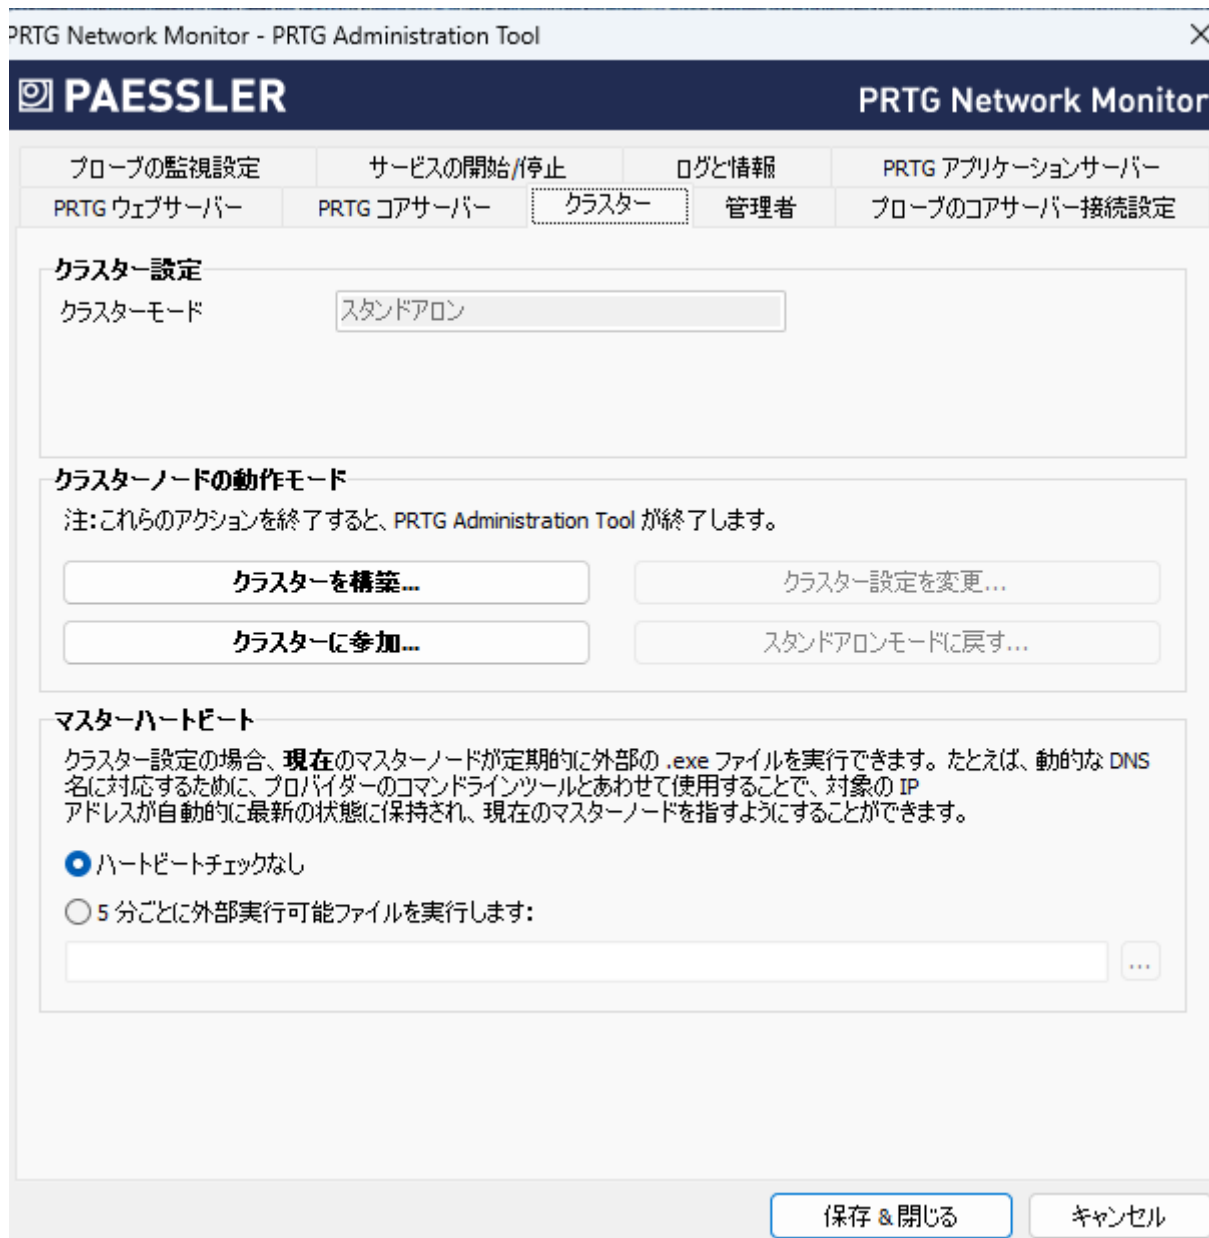 PRTG Network Monitor - PRTG Administration Tool
PAESSLER
PRTG Network Monitor
プローブの監視設定
サービスの開始/停止
ログと情報
PRTG アプリケーションサーバー
PRTG ウェブサーバー
PRTG コアサーバー
クラスター
管理者
プローブのコアサーバー接続設定
クラスター設定
クラスターモード
スタンドアロン
クラスターノードの動作モード
注:これらのアクションを終了すると、PRTG Administration Tool が終了します。
クラスターを構築...
クラスター設定を変更...
クラスターに参加...
スタンドアロンモードに戻す...
マスターハートビート
クラスター設定の場合、現在のマスターノードが定期的に外部の .exe ファイルを実行できます。たとえば、動的な DNS
名に対応するために、プロバイダーのコマンドラインツールとあわせて使用することで、対象の IP
アドレスが自動的に最新の状態に保持され、現在のマスターノードを指すようにすることができます。
ハートビートチェックなし
5 分ごとに外部実行可能ファイルを実行します:
...
保存 & 閉じる
キャンセル